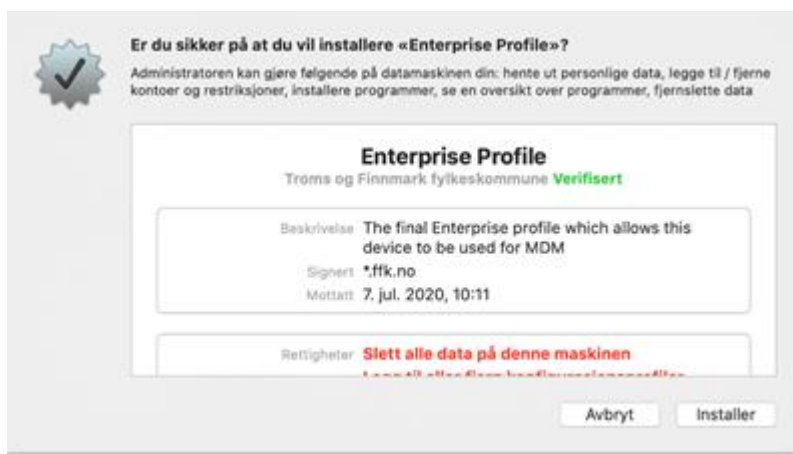 Er du sikker på at du vil installere «Enterprise Profile»?
Administratoren kan gjøre følgende på datamaskinen din: hente ut personlige data, legge til / fjerne
kontoer og restriksjoner, installere programmer, se en oversikt over programmer, fjernslette data
Enterprise Profile
Troms og Finnmark fylkeskommune Verifisert
Beskrivelse The final Enterprise profile which allows this
device to be used for MDM
Signert *.ffk.no
Mottatt 7. jul. 2020, 10:11
Rettigheter Slett alle data på denne maskinen
Avbryt Installer